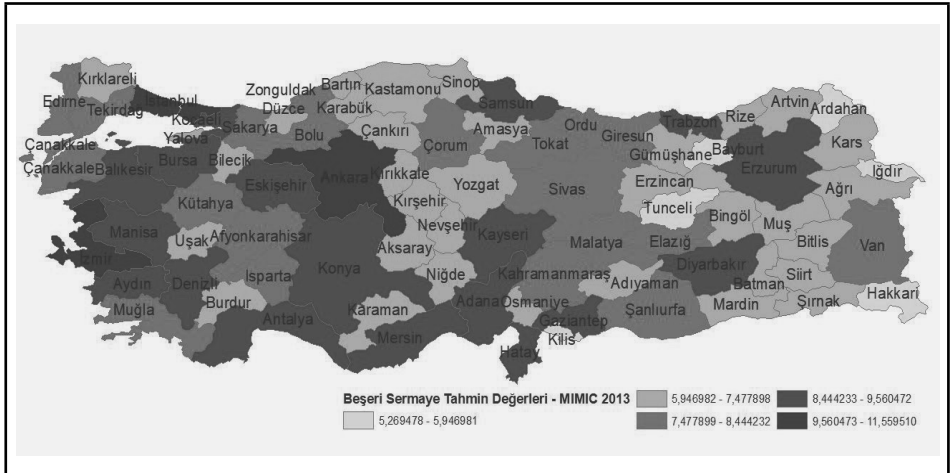 Kırklareli
Edirne
Tekirdağ
İstanbul
Kocaeli
Yalova
Sakarya
Zonguldak
Düzce
Bartın
Karabük
Kastamonu
Sinop
Samsun
Bolu
Çankırı
Çorum
Amasya
Tokat
Ordu
Giresun
Trabzon
Rize
Artvin
Ardahan
Gümüşhane
Bayburt
Kars
Iğdır
Erzurum
Ağrı
Çanakkale
Çanakkale
Balıkesir
Bursa
Bilecik
Eskişehir
Ankara
Kırıkkale
Kırşehir
Yozgat
Sivas
Erzincan
Tunceli
Bingöl
Muş
Bitlis
Van
Kütahya
Manisa
Uşak
Afyonkarahisar
İzmir
Aydın
Denizli
Isparta
Burdur
Muğla
Antalya
Konya
Aksaray
Nevşehir
Niğde
Kayseri
Karaman
Mersin
Adana
Osmaniye
Kahramanmaraş
Malatya
Elazığ
Diyarbakır
Batman
Siirt
Adıyaman
Gaziantep
Kilis
Hatay
Şanlıurfa
Mardin
Şırnak
Hakkari
Beşeri Sermaye Tahmin Değerleri - MIMIC 2013
5,269478 - 5,946981
5,946982 - 7,477898
7,477899 - 8,444232
8,444233 - 9,560472
9,560473 - 11,559510